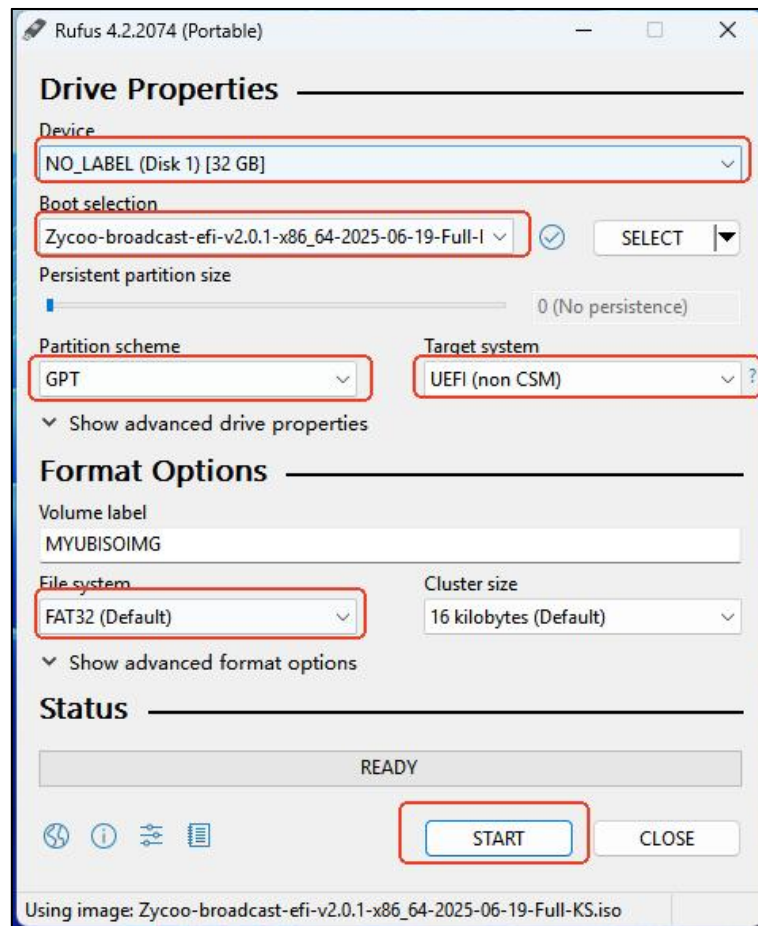 Rufus 4.2.2074 (Portable)
Drive Properties
Device
NO_LABEL (Disk 1) [32 GB]
Boot selection
Zycoo-broadcast-efi-v2.0.1-x86_64-2025-06-19-Full-I
SELECT
Persistent partition size
0 (No persistence)
Partition scheme
Target system
GPT
UEFI (non CSM)
?
Show advanced drive properties
Format Options
Volume label
MYUBISOIMG
File system
Cluster size
FAT32 (Default)
16 kilobytes (Default)
Show advanced format options
Status
READY
START
CLOSE
Using image: Zycoo-broadcast-efi-v2.0.1-x86_64-2025-06-19-Full-KS.iso